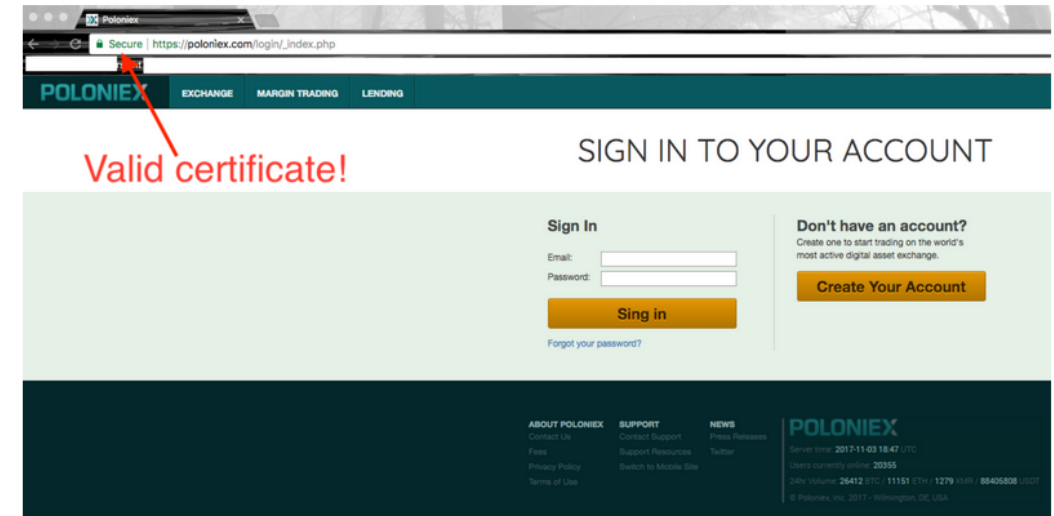 Poloniex
Secure | https://poloniex.com/login/_index.php
POLONIEX EXCHANGE MARGIN TRADING LENDING
Valid certificate!
SIGN IN TO YOUR ACCOUNT
Sign In
Email:
Password:
Sing in
Forgot your password?
Don't have an account?
Create one to start trading on the world's
most active digital asset exchange.
Create Your Account
ABOUT POLONIEX
Contact Us
Fees
Privacy Policy
Terms of Use
SUPPORT
Contact Support
Support Resources
Switch to Mobile Site
NEWS
Press Releases
Twitter
POLONIEX
Server time: 2017-11-03 18:47 UTC
Users currently online: 20355
24hr Volume: 26412 BTC / 11151 ETH / 1279 XMR / 88405808 USDT
© Poloniex, Inc. 2017 - Wilmington, DE, USA